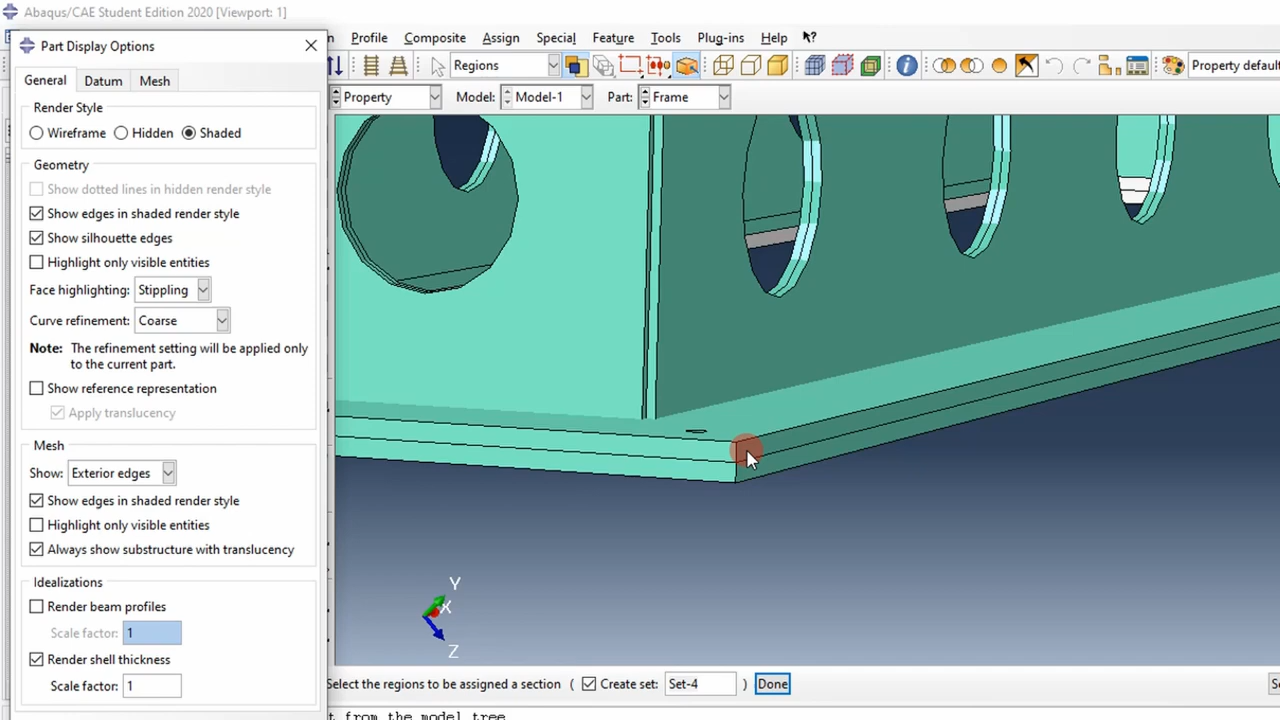 Abaqus/CAE Student Edition 2020 [Viewport: 1]
Part Display Options
Profile Composite Assign Special Feature Tools Plug-ins Help
General Datum Mesh
Regions
Property defau
Property Model: Model-1 Part: Frame
Render Style
Wireframe Hidden Shaded
Geometry
Show dotted lines in hidden render style
Show edges in shaded render style
Show silhouette edges
Highlight only visible entities
Face highlighting: Stippling
Curve refinement: Coarse
Note: The refinement setting will be applied only
to the current part.
Show reference representation
Apply translucency
Mesh
Show: Exterior edges
Show edges in shaded render style
Highlight only visible entities
Always show substructure with translucency
Idealizations
Render beam profiles
Scale factor: 1
Render shell thickness
Scale factor: 1
Y
X
Z
Select the regions to be assigned a section ( Create set: Set-4 ) Done
t from the model tree